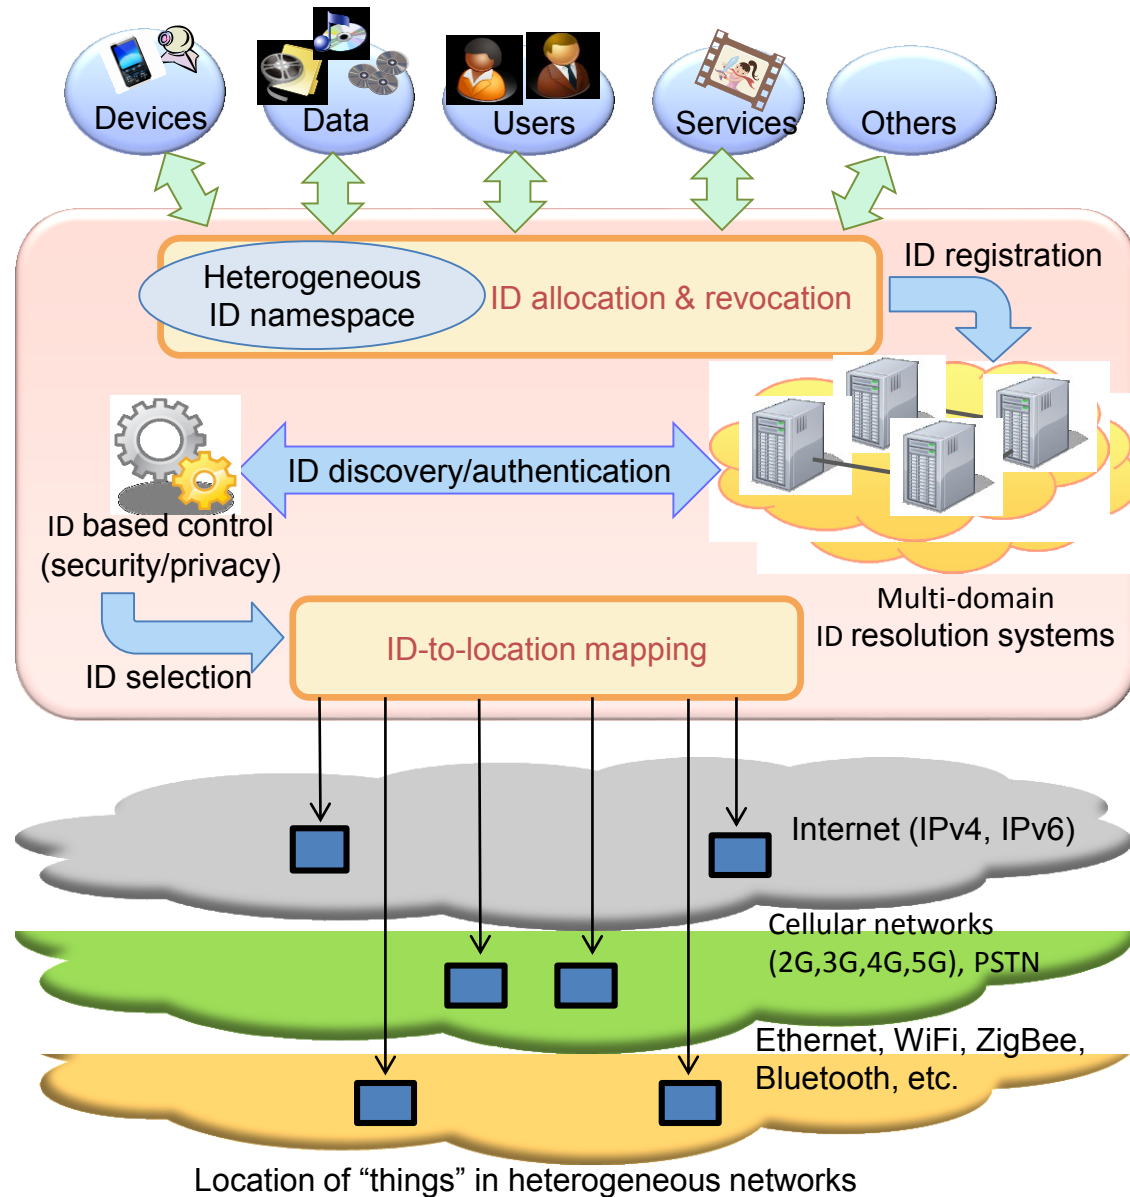 Devices
Data
Users
Services
Others
Heterogeneous
ID namespace
ID allocation & revocation
ID registration
ID discovery/authentication
ID based control
(security/privacy)
Multi-domain
ID resolution systems
ID-to-location mapping
ID selection
Internet (IPv4, IPv6)
Cellular networks
(2G,3G,4G,5G), PSTN
Ethernet, WiFi, ZigBee,
Bluetooth, etc.
Location of “things” in heterogeneous networks